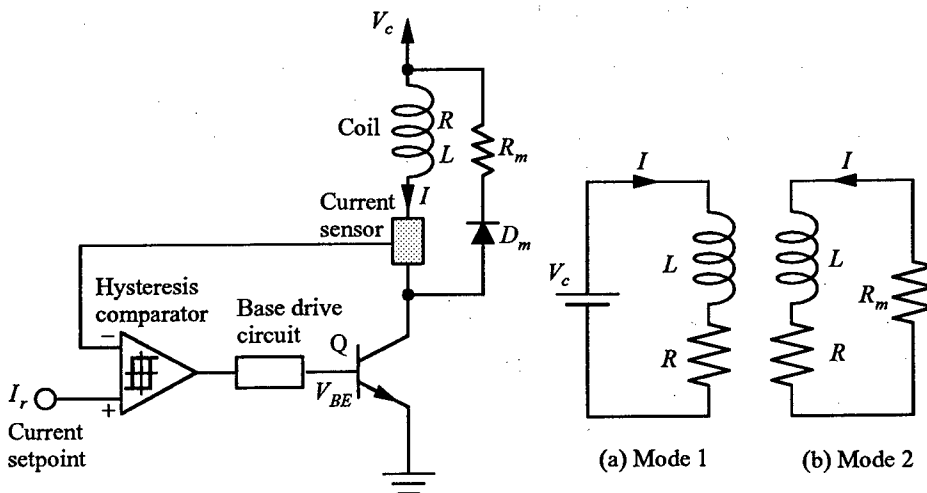 V_c
Coil
R
L
R_m
I
Current
sensor
D_m
Hysteresis
comparator
Base drive
circuit
−
+
Q
V_BE
I_r
Current
setpoint
I
V_c
L
R
(a) Mode 1
I
L
R_m
R
(b) Mode 2